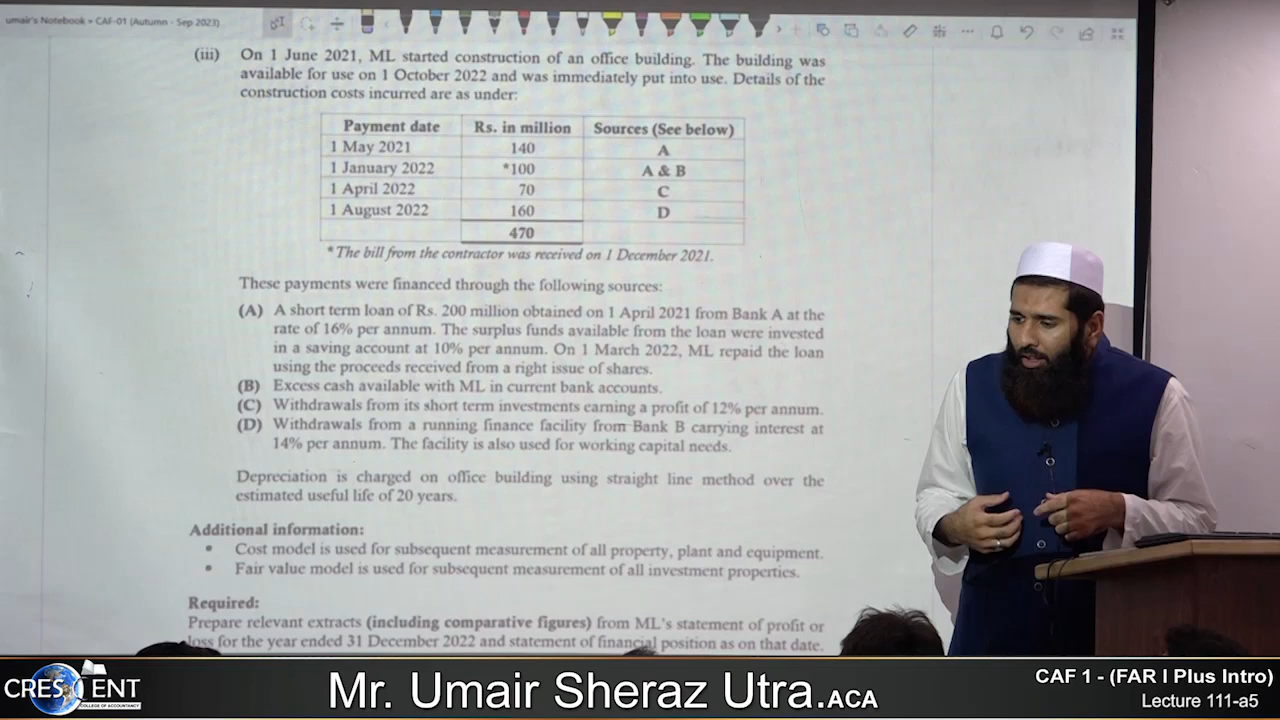 umair's Notebook » CAF-01 (Autumn - Sep 2023)
(iii) On 1 June 2021, ML started construction of an office building. The building was
available for use on 1 October 2022 and was immediately put into use. Details of the
construction costs incurred are as under:
Payment date Rs. in million Sources (See below)
1 May 2021 140 A
1 January 2022 *100 A & B
1 April 2022 70 C
1 August 2022 160 D
470
* The bill from the contractor was received on 1 December 2021.
These payments were financed through the following sources:
(A) A short term loan of Rs. 200 million obtained on 1 April 2021 from Bank A at the
rate of 16% per annum. The surplus funds available from the loan were invested
in a saving account at 10% per annum. On 1 March 2022, ML repaid the loan
using the proceeds received from a right issue of shares.
(B) Excess cash available with ML in current bank accounts.
(C) Withdrawals from its short term investments earning a profit of 12% per annum.
(D) Withdrawals from a running finance facility from Bank B carrying interest at
14% per annum. The facility is also used for working capital needs.
Depreciation is charged on office building using straight line method over the
estimated useful life of 20 years.
Additional information:
• Cost model is used for subsequent measurement of all property, plant and equipment.
• Fair value model is used for subsequent measurement of all investment properties.
Required:
Prepare relevant extracts (including comparative figures) from ML's statement of profit or
loss for the year ended 31 December 2022 and statement of financial position as on that date.
CRESCENT
COLLEGE OF ACCOUNTANCY
Mr. Umair Sheraz Utra.ACA
CAF 1 - (FAR I Plus Intro)
Lecture 111-a5